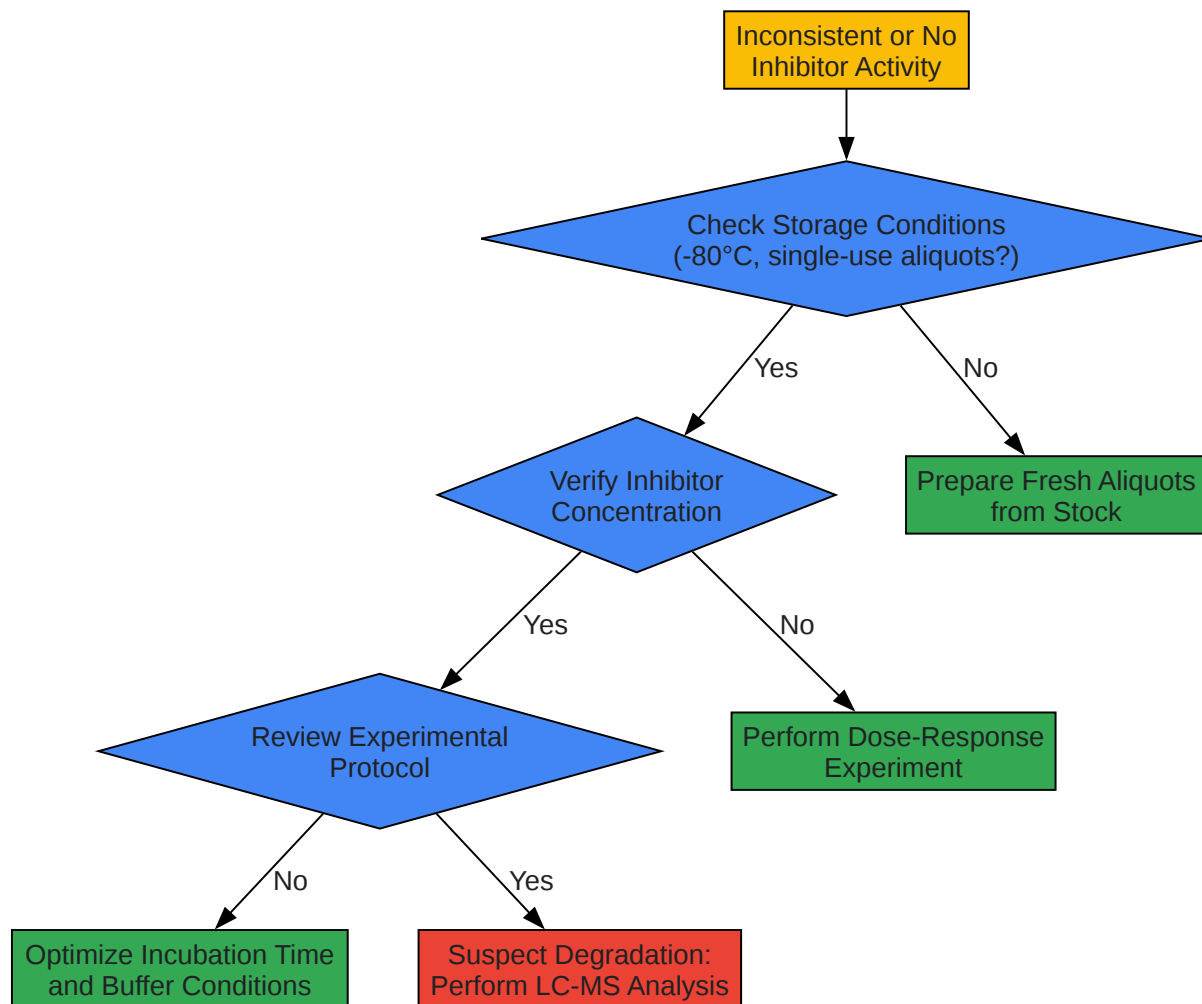 Inconsistent or No
Inhibitor Activity
Check Storage Conditions
(-80°C, single-use aliquots?)
Yes
No
Verify Inhibitor
Concentration
Prepare Fresh Aliquots
from Stock
Yes
No
Review Experimental
Protocol
Perform Dose-Response
Experiment
No
Yes
Optimize Incubation Time
and Buffer Conditions
Suspect Degradation:
Perform LC-MS Analysis